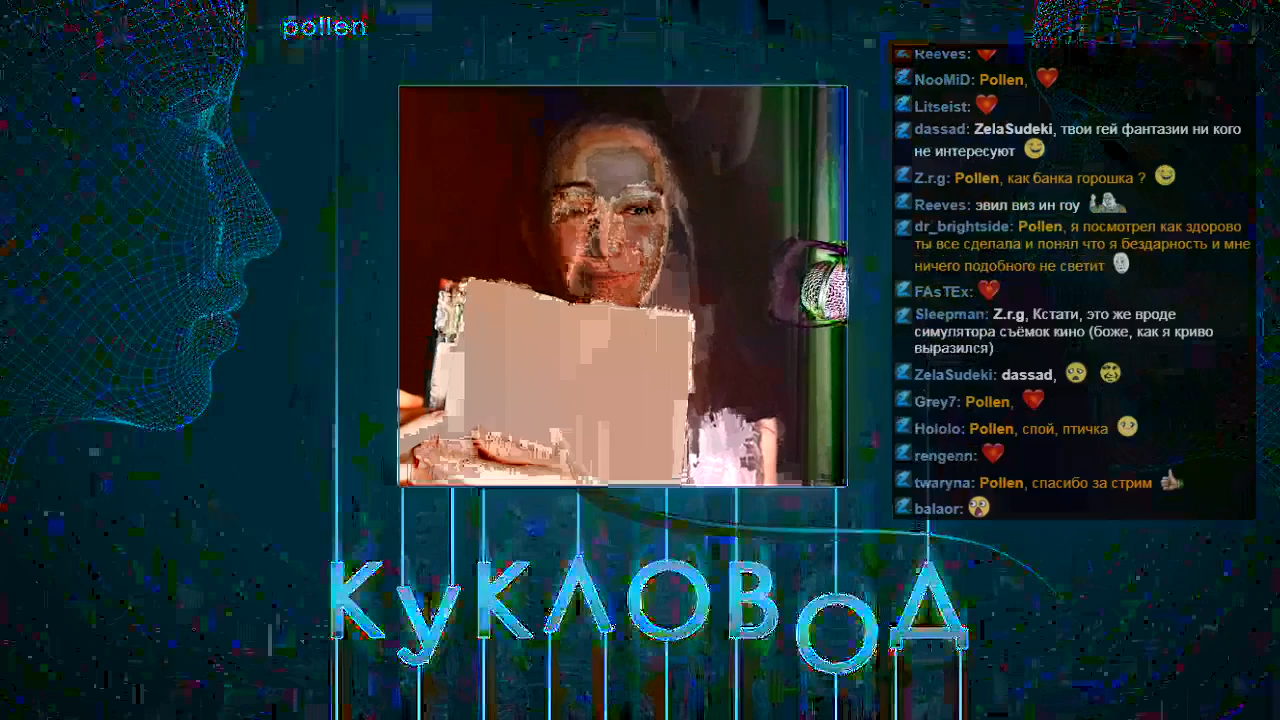 pollen
Reeves:
NooMiD: Pollen,
Litseist:
dassad: ZelaSudeki, твои гей фантазии ни кого
не интересуют
Z.r.g: Pollen, как банка горошка ?
Reeves: эвил виз ин гоу
dr_brightside: Pollen, я посмотрел как здорово
ты все сделала и понял что я бездарность и мне
ничего подобного не светит
FAsTEx:
Sleepman: Z.r.g, Кстати, это же вроде
симулятора съёмок кино (боже, как я криво
выразился)
ZelaSudeki: dassad,
Grey7: Pollen,
Hololo: Pollen, спой, птичка
rengenn:
twaryna: Pollen, спасибо за стрим
balaor:
КУКЛОВОД